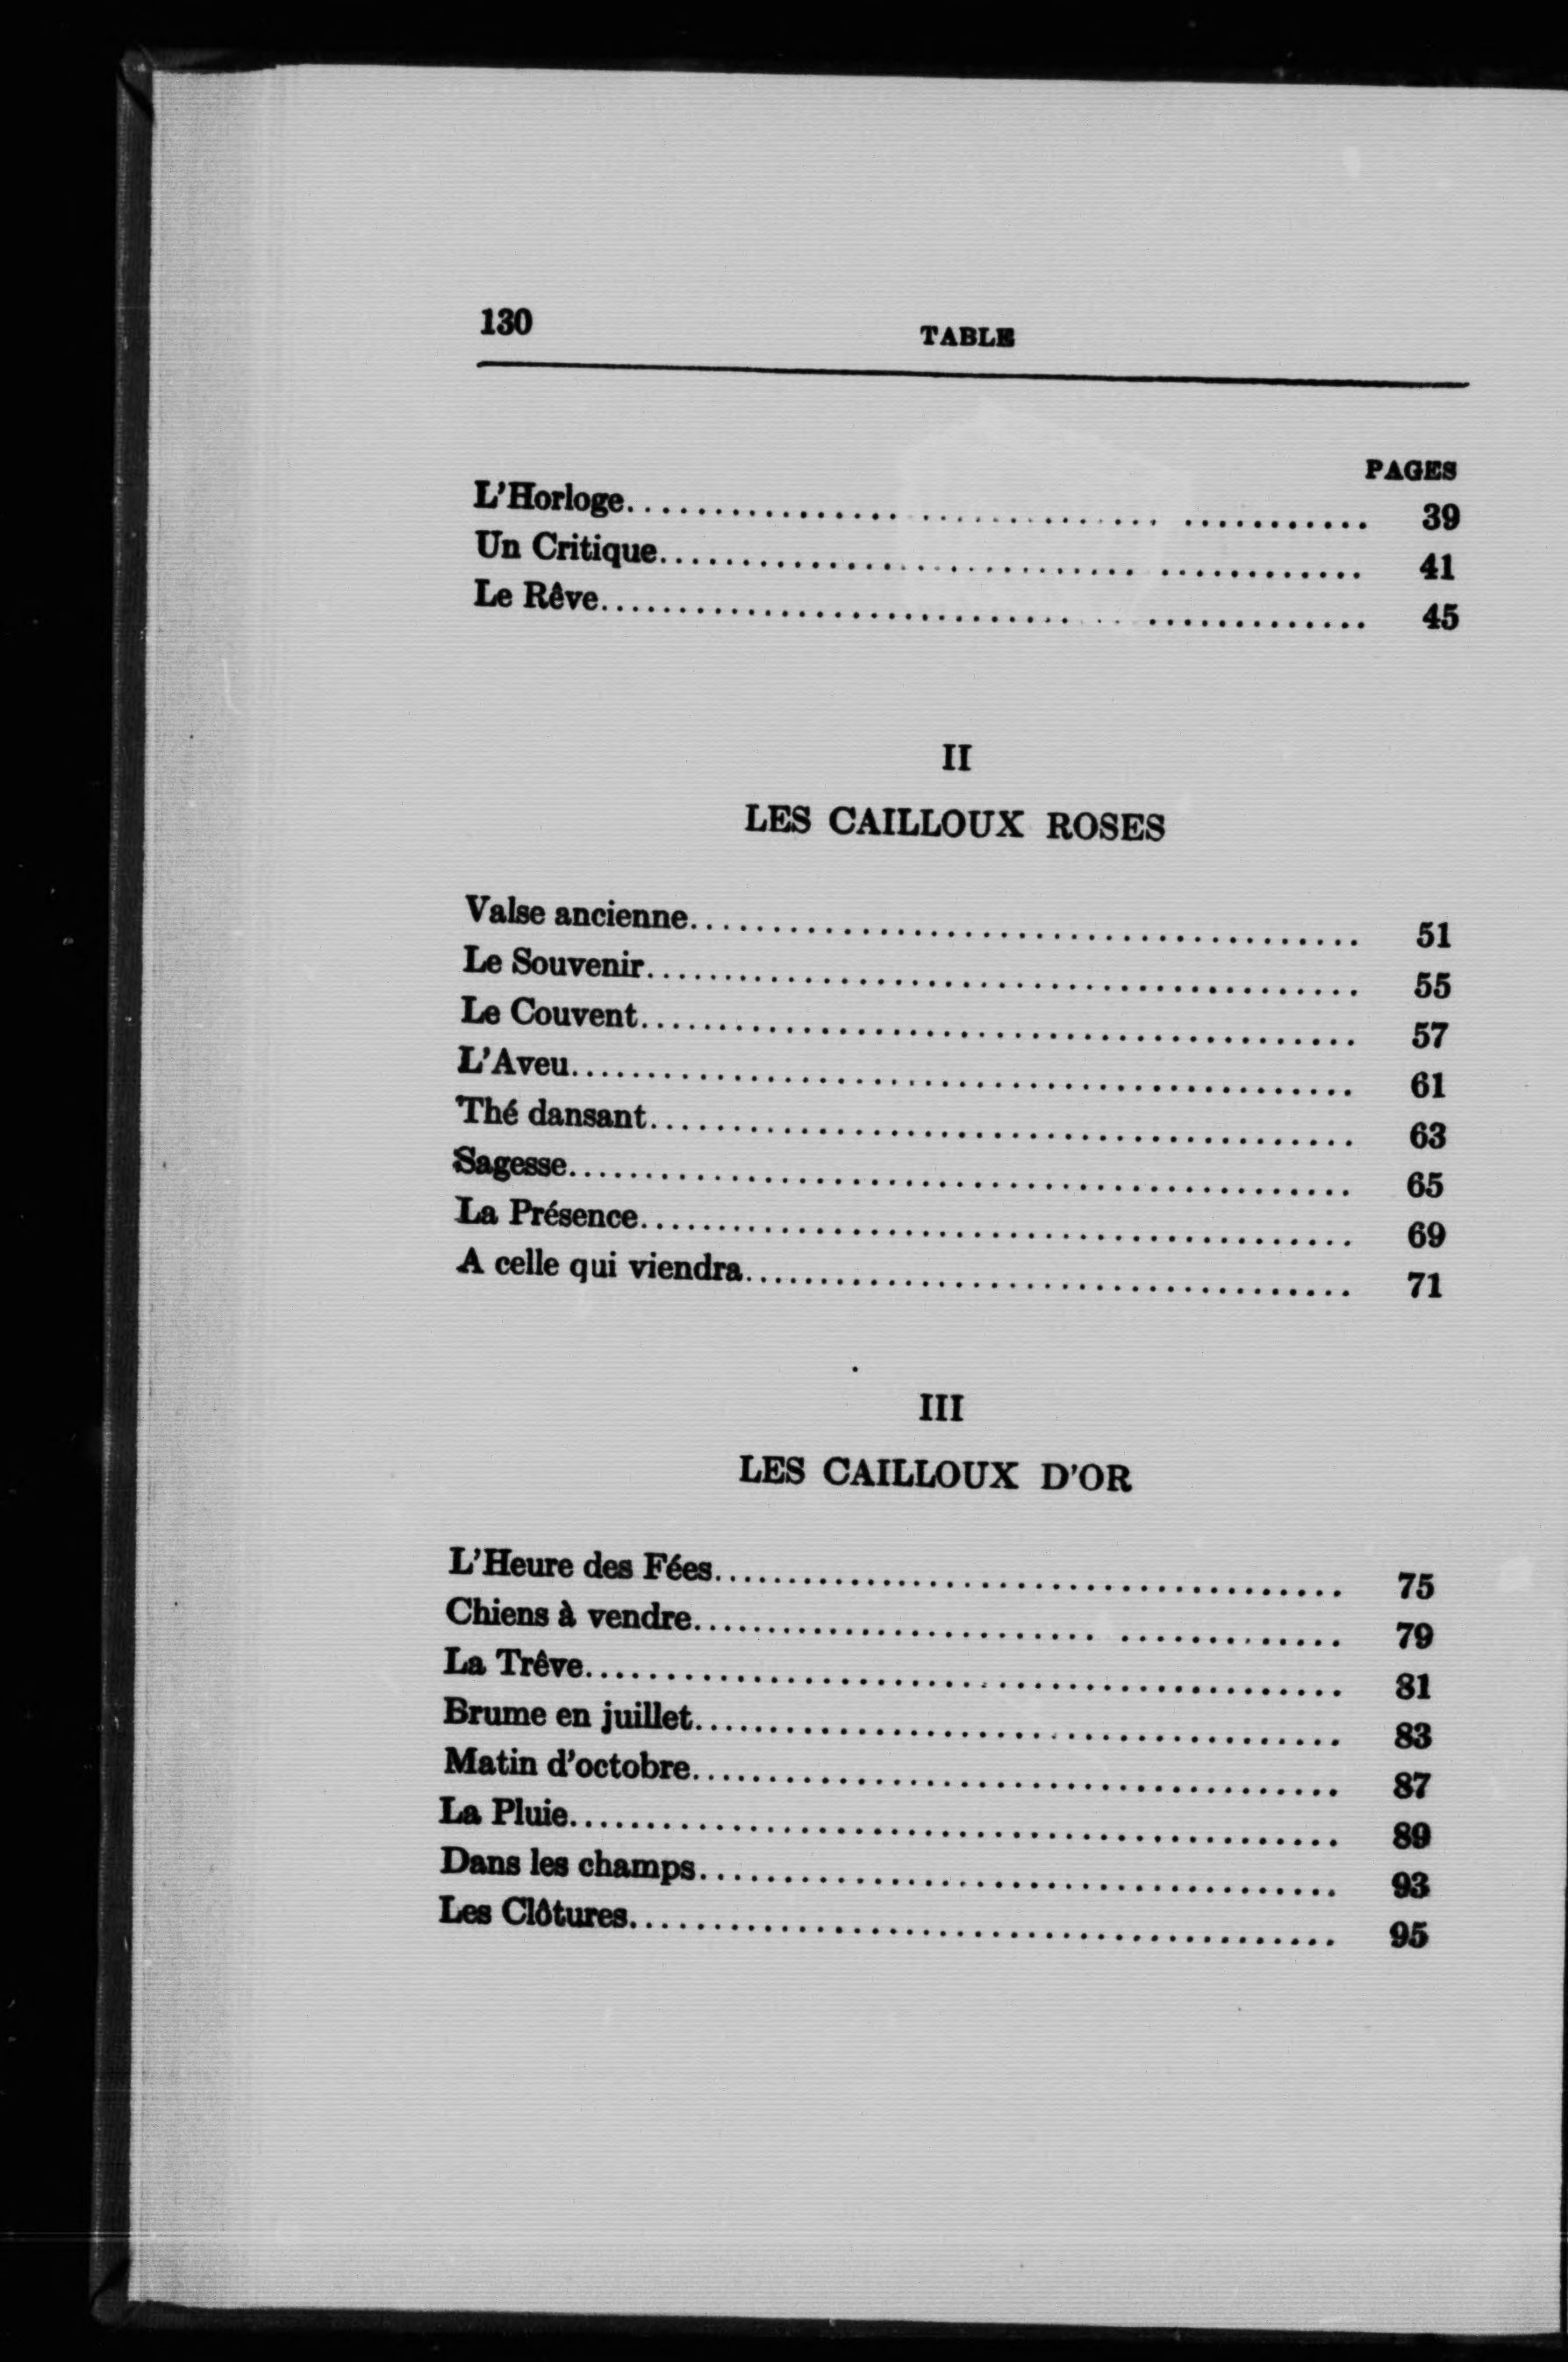 130
TABLE
PAGES
L'Horloge........................................ 39
Un Critique........................................ 41
Le Rêve........................................ 45
II
LES CAILLOUX ROSES
Valse ancienne........................................ 51
Le Souvenir........................................ 55
Le Couvent........................................ 57
L'Aveu........................................ 61
Thé dansant........................................ 63
Sagesse........................................ 65
La Présence........................................ 69
A celle qui viendra........................................ 71
III
LES CAILLOUX D'OR
L'Heure des Fées........................................ 75
Chiens à vendre........................................ 79
La Trêve........................................ 81
Brume en juillet........................................ 83
Matin d'octobre........................................ 87
La Pluie........................................ 89
Dans les champs........................................ 93
Les Clôtures........................................ 95